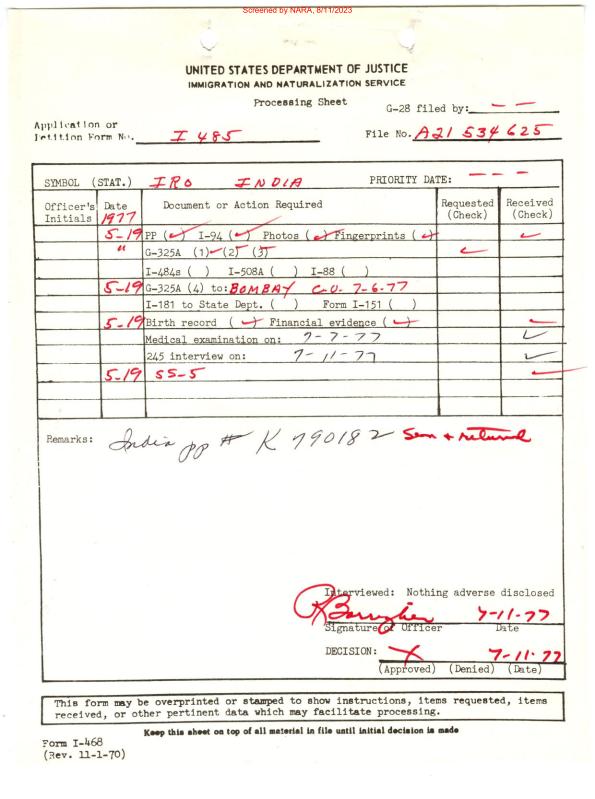 Screened by NARA, 8/11/2023
UNITED STATES DEPARTMENT OF JUSTICE
IMMIGRATION AND NATURALIZATION SERVICE
Processing Sheet
G-28 filed by: - -
Application or
Petition Form No. I 485
File No. A21 534 625
SYMBOL (STAT.) IRO INDIA PRIORITY DATE: - - -
Officer's Initials Date 1977 Document or Action Required Requested (Check) Received (Check)
5-19 PP (✓) I-94 (✓) Photos (✓) Fingerprints (✓) ✓
" G-325A (1) ✓ (2) (3) ✓
I-484s ( ) I-508A ( ) I-88 ( )
5-19 G-325A (4) to: BOMBAY C.O. 7-6-77
I-181 to State Dept. ( ) Form I-151 ( )
5-19 Birth record (✓) Financial evidence (✓) ✓
Medical examination on: 7-7-77 ✓
245 interview on: 7-11-77 ✓
5-19 SS-5 ✓
Remarks: India PP # K 790182 Seen + returned
Interviewed: Nothing adverse disclosed
7-11-77
Signature of Officer Date
DECISION: X 7-11-77
(Approved) (Denied) (Date)
This form may be overprinted or stamped to show instructions, items requested, items
received, or other pertinent data which may facilitate processing.
Keep this sheet on top of all material in file until initial decision is made
Form I-468
(Rev. 11-1-70)